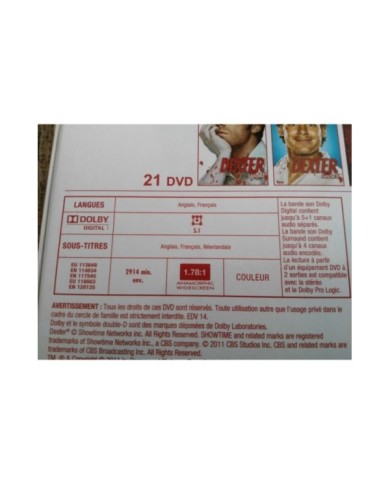 DEXTER
DEXTER
21 DVD
LANGUES
Anglais, Français
DOLBY
DIGITAL
5.1
SOUS-TITRES
Anglais, Français, Néerlandais
2914 min.
env.
1.78:1
ANAMORPHIC
WIDESCREEN
COULEUR
La bande son Dolby
Digital contient
jusqu'à 5+1 canaux
audio séparés.
La bande son Dolby
Surround contient
jusqu'à 4 canaux
audio encodés.
La lecture à partir
d'un équipement DVD à
2 sorties est compatible
avec la stéréo
et le Dolby Pro Logic.
AVERTISSEMENT : Tous les droits de ces DVD sont réservés. Toute utilisation autre que l'usage privé dans le
cadre du cercle de famille est strictement interdite. EDV 14.
Dolby et le symbole double-D sont des marques déposées de Dolby Laboratories.
Dexter © Showtime Networks Inc. All Rights Reserved. SHOWTIME and related marks are registered
trademarks of Showtime Networks Inc., a CBS company. © 2011 CBS Studios Inc. CBS and related marks are
trademarks of CBS Broadcasting Inc. All Rights Reserved.
TM, ® & Copyright ©